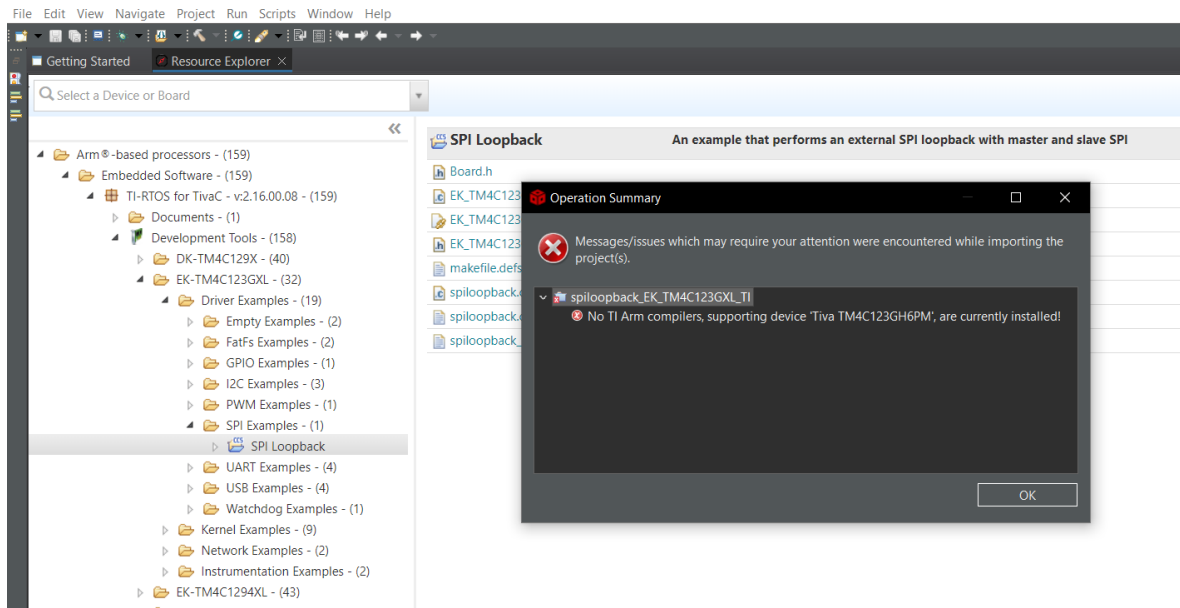 File Edit View Navigate Project Run Scripts Window Help
Getting Started
Resource Explorer
Select a Device or Board
Arm®-based processors - (159)
Embedded Software - (159)
TI-RTOS for TivaC - v:2.16.00.08 - (159)
Documents - (1)
Development Tools - (158)
DK-TM4C129X - (40)
EK-TM4C123GXL - (32)
Driver Examples - (19)
Empty Examples - (2)
FatFs Examples - (2)
GPIO Examples - (1)
I2C Examples - (3)
PWM Examples - (1)
SPI Examples - (1)
SPI Loopback
UART Examples - (4)
USB Examples - (4)
Watchdog Examples - (1)
Kernel Examples - (9)
Network Examples - (2)
Instrumentation Examples - (2)
EK-TM4C1294XL - (43)
SPI Loopback
An example that performs an external SPI loopback with master and slave SPI
Board.h
EK_TM4C123
EK_TM4C123
EK_TM4C123
makefile.defs
spiloopback.
spiloopback.
spiloopback_
Operation Summary
Messages/issues which may require your attention were encountered while importing the
project(s).
spiloopback_EK_TM4C123GXL_TI
No TI Arm compilers, supporting device 'Tiva TM4C123GH6PM', are currently installed!
OK